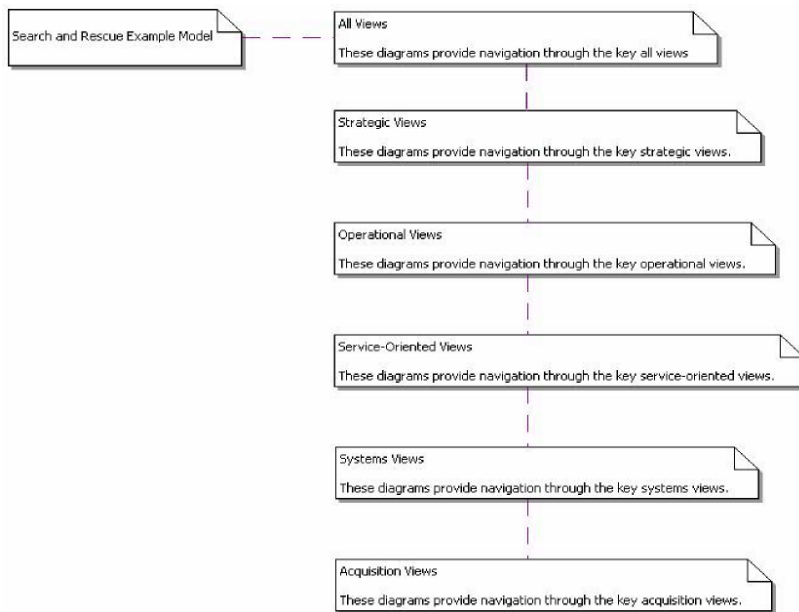 Search and Rescue Example Model
All Views
These diagrams provide navigation through the key all views
Strategic Views
These diagrams provide navigation through the key strategic views.
Operational Views
These diagrams provide navigation through the key operational views.
Service-Oriented Views
These diagrams provide navigation through the key service-oriented views.
Systems Views
These diagrams provide navigation through the key systems views.
Acquisition Views
These diagrams provide navigation through the key acquisition views.